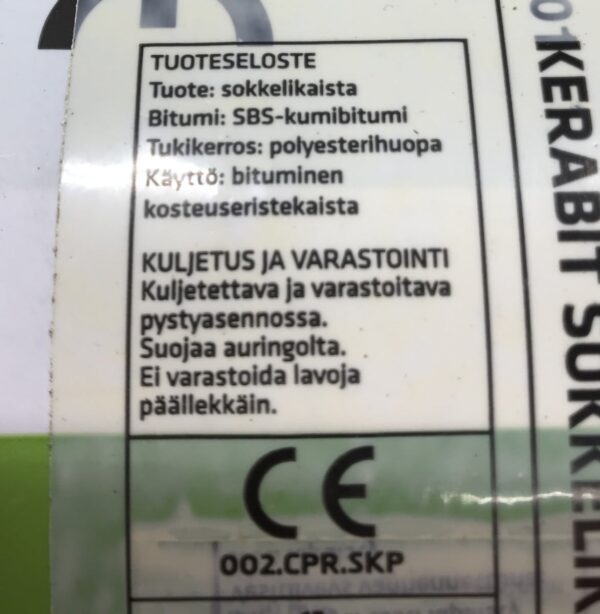 TUOTESELOSTE
Tuote: sokkelikaista
Bitumi: SBS-kumibitumi
Tukikerros: polyesterihuopa
Käyttö: bituminen
kosteuseristekaista
KULJETUS JA VARASTOINTI
Kuljetettava ja varastoitava
pystyasennossa.
Suojaa auringolta.
Ei varastoida lavoja
päällekkäin.
CE
002.CPR.SKP
KERABIT SOKKELIK